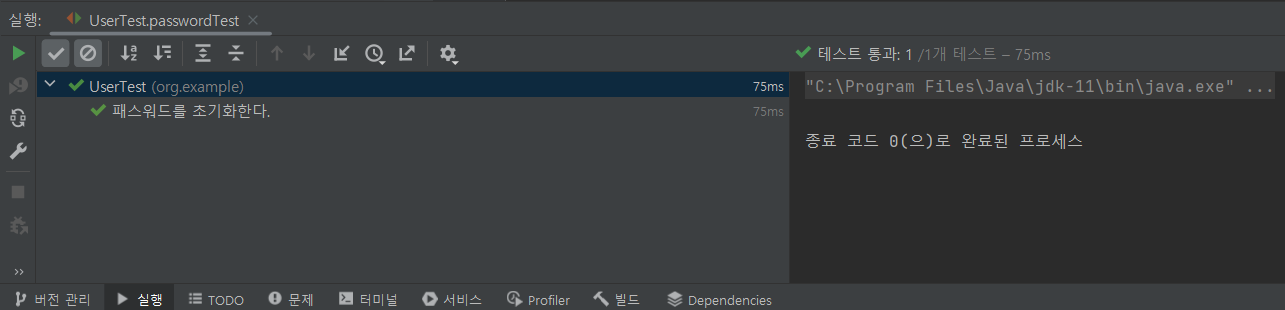 실행: UserTest.passwordTest
테스트 통과: 1 /1개 테스트 – 75ms
UserTest (org.example) 75ms
패스워드를 초기화한다. 75ms
"C:\Program Files\Java\jdk-11\bin\java.exe" ...
종료 코드 0(으)로 완료된 프로세스
버전 관리 실행 TODO 문제 터미널 서비스 Profiler 빌드 Dependencies